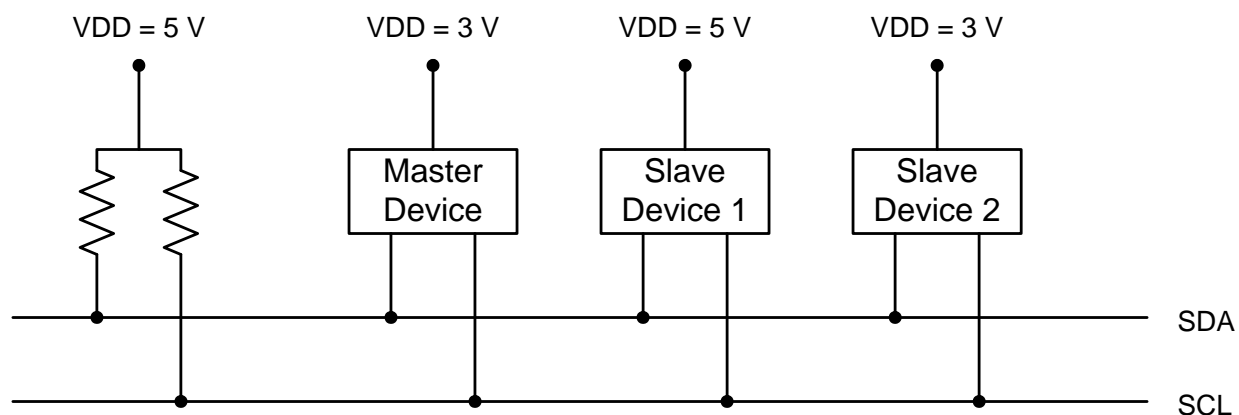 VDD = 5 V
VDD = 3 V
VDD = 5 V
VDD = 3 V
Master
Device
Slave
Device 1
Slave
Device 2
SDA
SCL